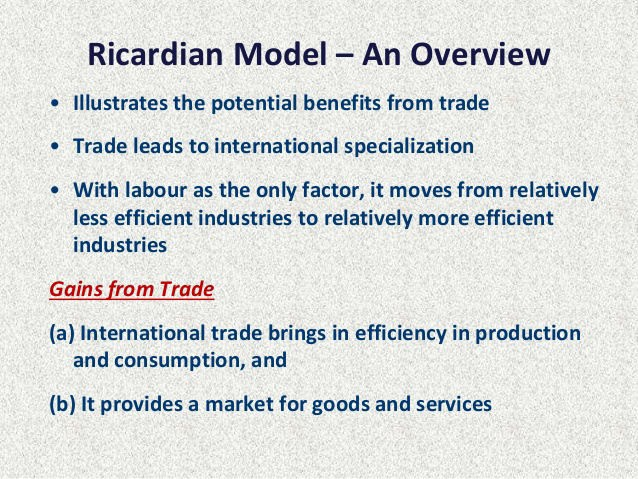 Ricardian Model – An Overview
• Illustrates the potential benefits from trade
• Trade leads to international specialization
• With labour as the only factor, it moves from relatively
less efficient industries to relatively more efficient
industries
Gains from Trade
(a) International trade brings in efficiency in production
and consumption, and
(b) It provides a market for goods and services